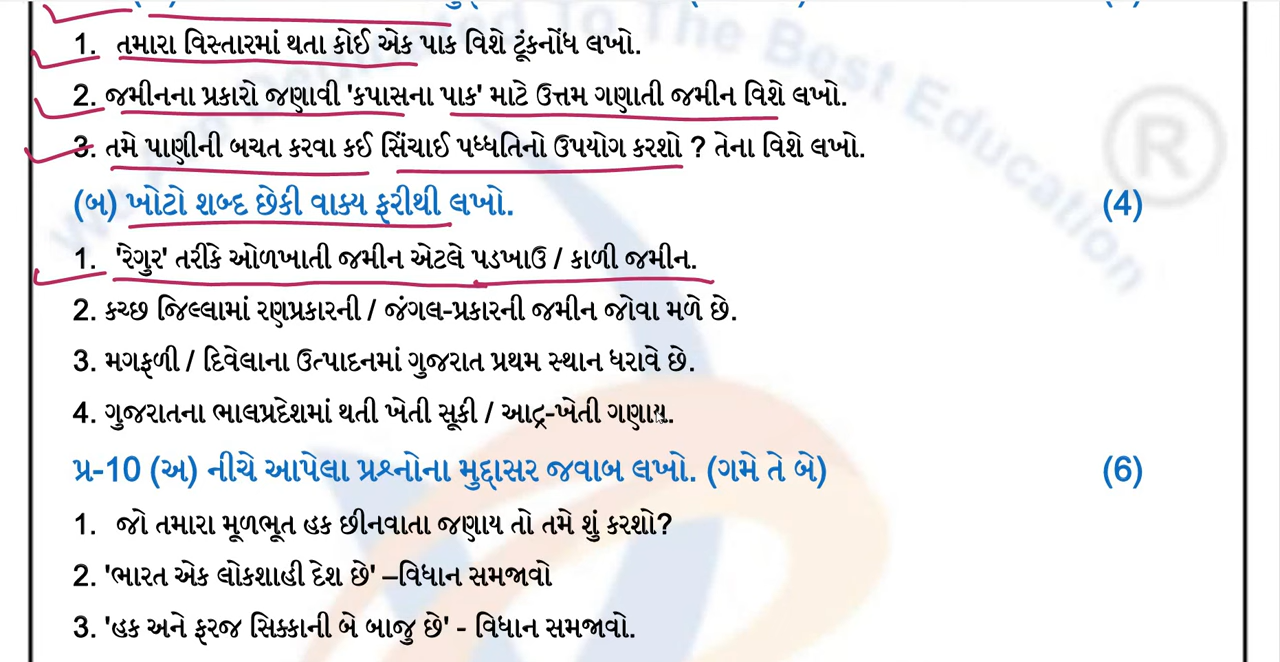 1. તમારા વિસ્તારમાં થતા કોઈ એક પાક વિશે ટૂંકનોંધ લખો.
2. જમીનના પ્રકારો જણાવી 'કપાસના પાક' માટે ઉત્તમ ગણાતી જમીન વિશે લખો.
3. તમે પાણીની બચત કરવા કઈ સિંચાઈ પધ્ધતિનો ઉપયોગ કરશો ? તેના વિશે લખો.
(બ) ખોટો શબ્દ છેકી વાક્ય ફરીથી લખો. (4)
1. 'રેગુર' તરીકે ઓળખાતી જમીન એટલે પડખાઉ / કાળી જમીન.
2. કચ્છ જિલ્લામાં રણપ્રકારની / જંગલ-પ્રકારની જમીન જોવા મળે છે.
3. મગફળી / દિવેલાના ઉત્પાદનમાં ગુજરાત પ્રથમ સ્થાન ધરાવે છે.
4. ગુજરાતના ભાલપ્રદેશમાં થતી ખેતી સૂકી / આદ્ર-ખેતી ગણાય.
પ્ર-10 (અ) નીચે આપેલા પ્રશ્નોના મુદ્દાસર જવાબ લખો. (ગમે તે બે) (6)
1. જો તમારા મૂળભૂત હક છીનવાતા જણાય તો તમે શું કરશો?
2. 'ભારત એક લોકશાહી દેશ છે' –વિધાન સમજાવો
3. 'હક અને ફરજ સિક્કાની બે બાજુ છે' - વિધાન સમજાવો.
To The Best Education
®